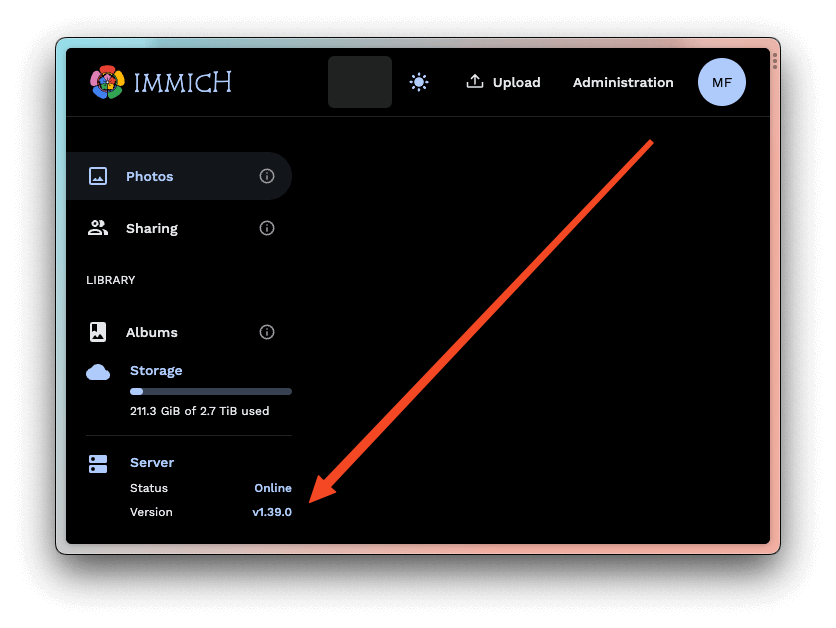 IMMICH
Upload
Administration
MF
Photos
Sharing
LIBRARY
Albums
Storage
211.3 GiB of 2.7 TiB used
Server
Status Online
Version v1.39.0